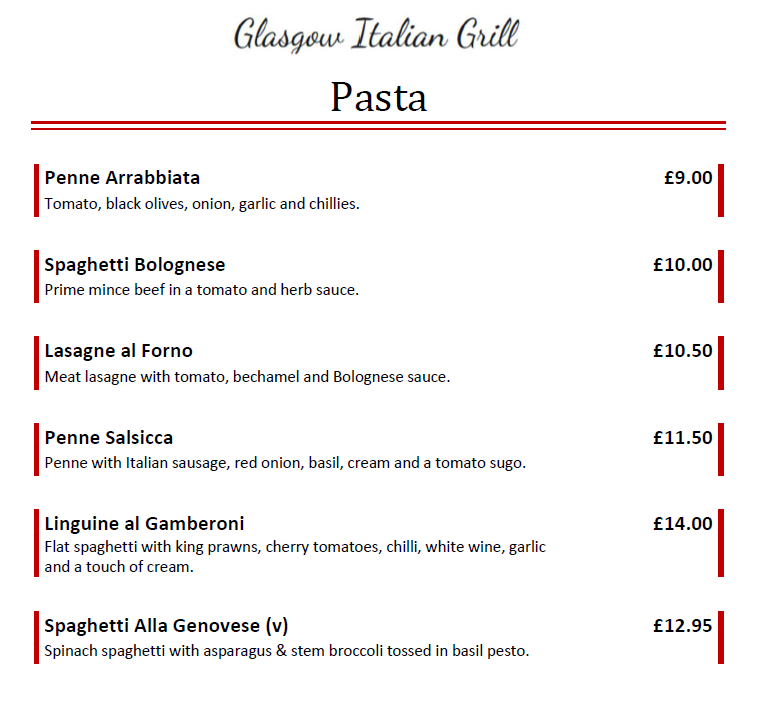 Glasgow Italian Grill
Pasta
Penne Arrabbiata £9.00
Tomato, black olives, onion, garlic and chillies.
Spaghetti Bolognese £10.00
Prime mince beef in a tomato and herb sauce.
Lasagne al Forno £10.50
Meat lasagne with tomato, bechamel and Bolognese sauce.
Penne Salsicca £11.50
Penne with Italian sausage, red onion, basil, cream and a tomato sugo.
Linguine al Gamberoni £14.00
Flat spaghetti with king prawns, cherry tomatoes, chilli, white wine, garlic
and a touch of cream.
Spaghetti Alla Genovese (v) £12.95
Spinach spaghetti with asparagus & stem broccoli tossed in basil pesto.